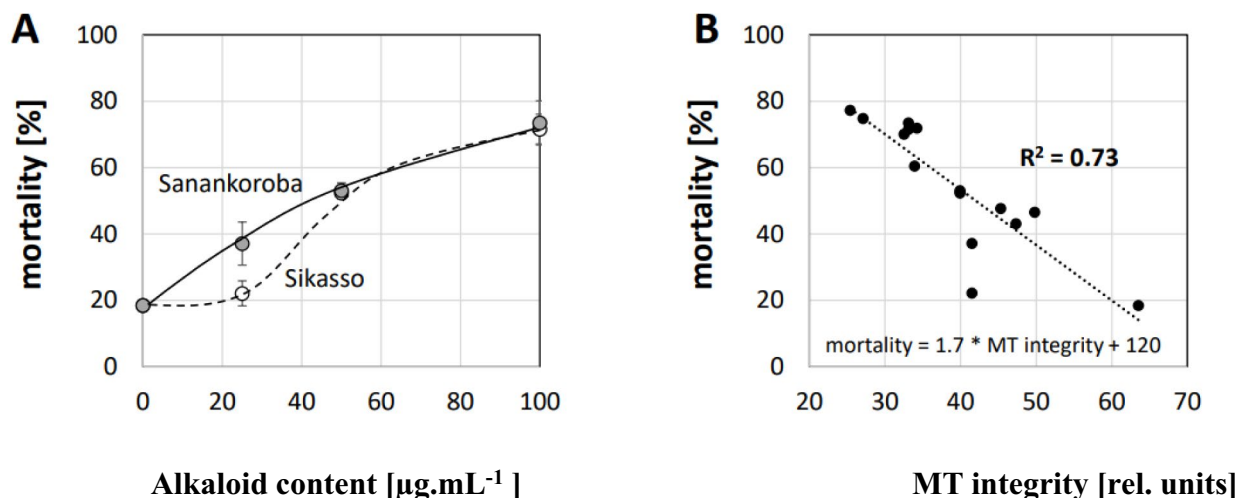 A
mortality [%]
100
80
60
40
20
0
Sanankoroba
Sikasso
0 20 40 60 80 100
Alkaloid content [µg.mL⁻¹ ]
B
mortality [%]
100
80
60
40
20
0
R² = 0.73
mortality = 1.7 * MT integrity + 120
20 30 40 50 60 70
MT integrity [rel. units]